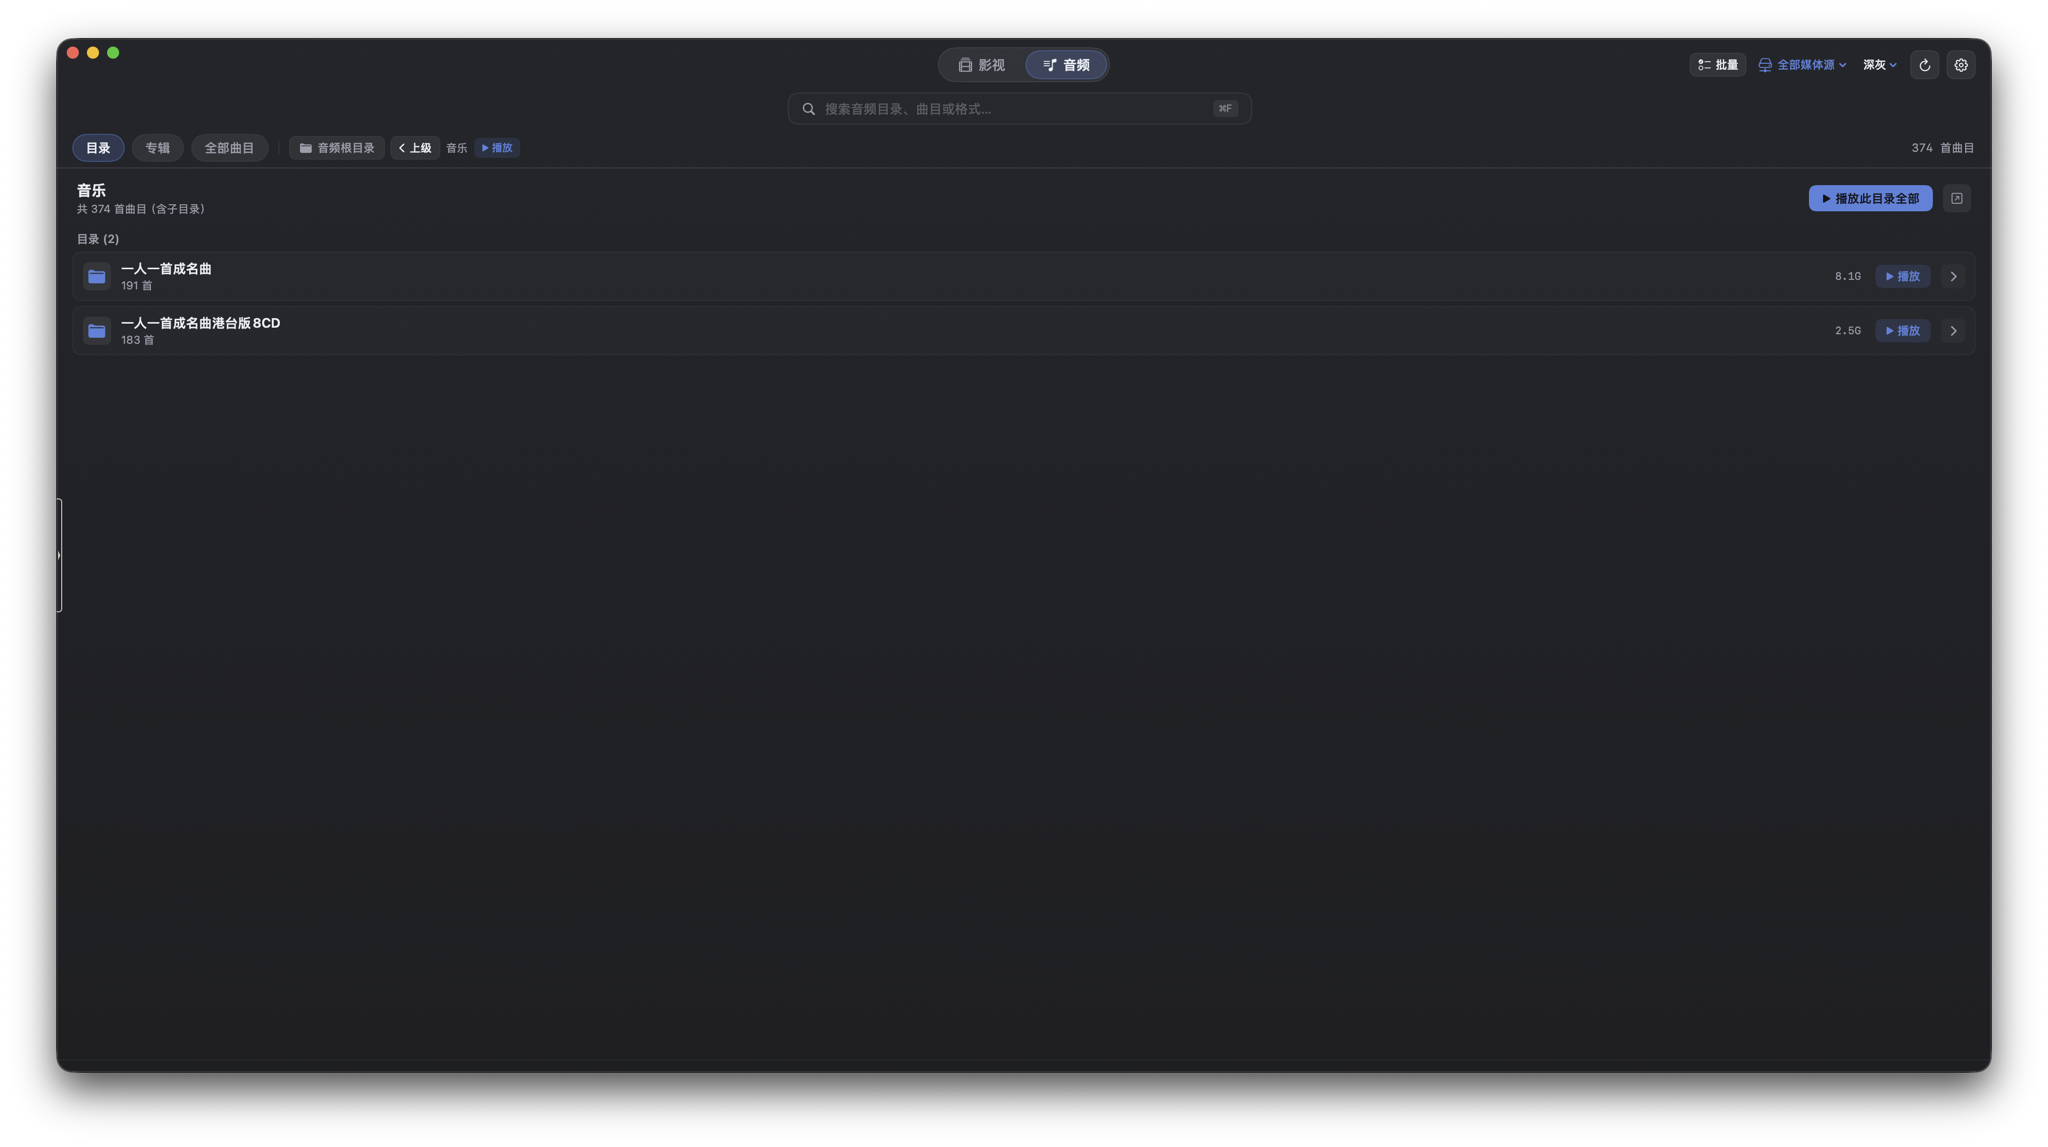 影视 音频 批量 全部媒体源 深灰
搜索音频目录、曲目或格式... ⌘F
目录 专辑 全部曲目 音频根目录 上级 音乐 播放 374 首曲目
音乐
共 374 首曲目 (含子目录)
播放此目录全部
目录 (2)
一人一首成名曲
191 首
8.1G 播放
一人一首成名曲港台版8CD
183 首
2.5G 播放